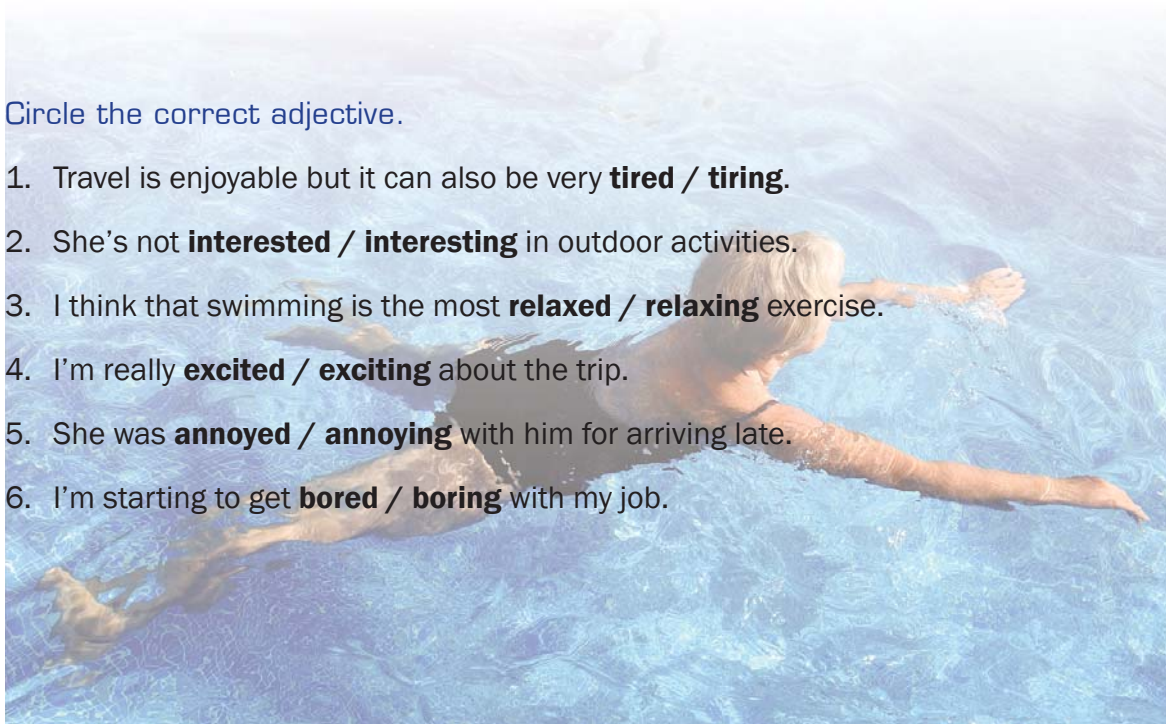 Circle the correct adjective.
1. Travel is enjoyable but it can also be very tired / tiring.
2. She's not interested / interesting in outdoor activities.
3. I think that swimming is the most relaxed / relaxing exercise.
4. I'm really excited / exciting about the trip.
5. She was annoyed / annoying with him for arriving late.
6. I'm starting to get bored / boring with my job.